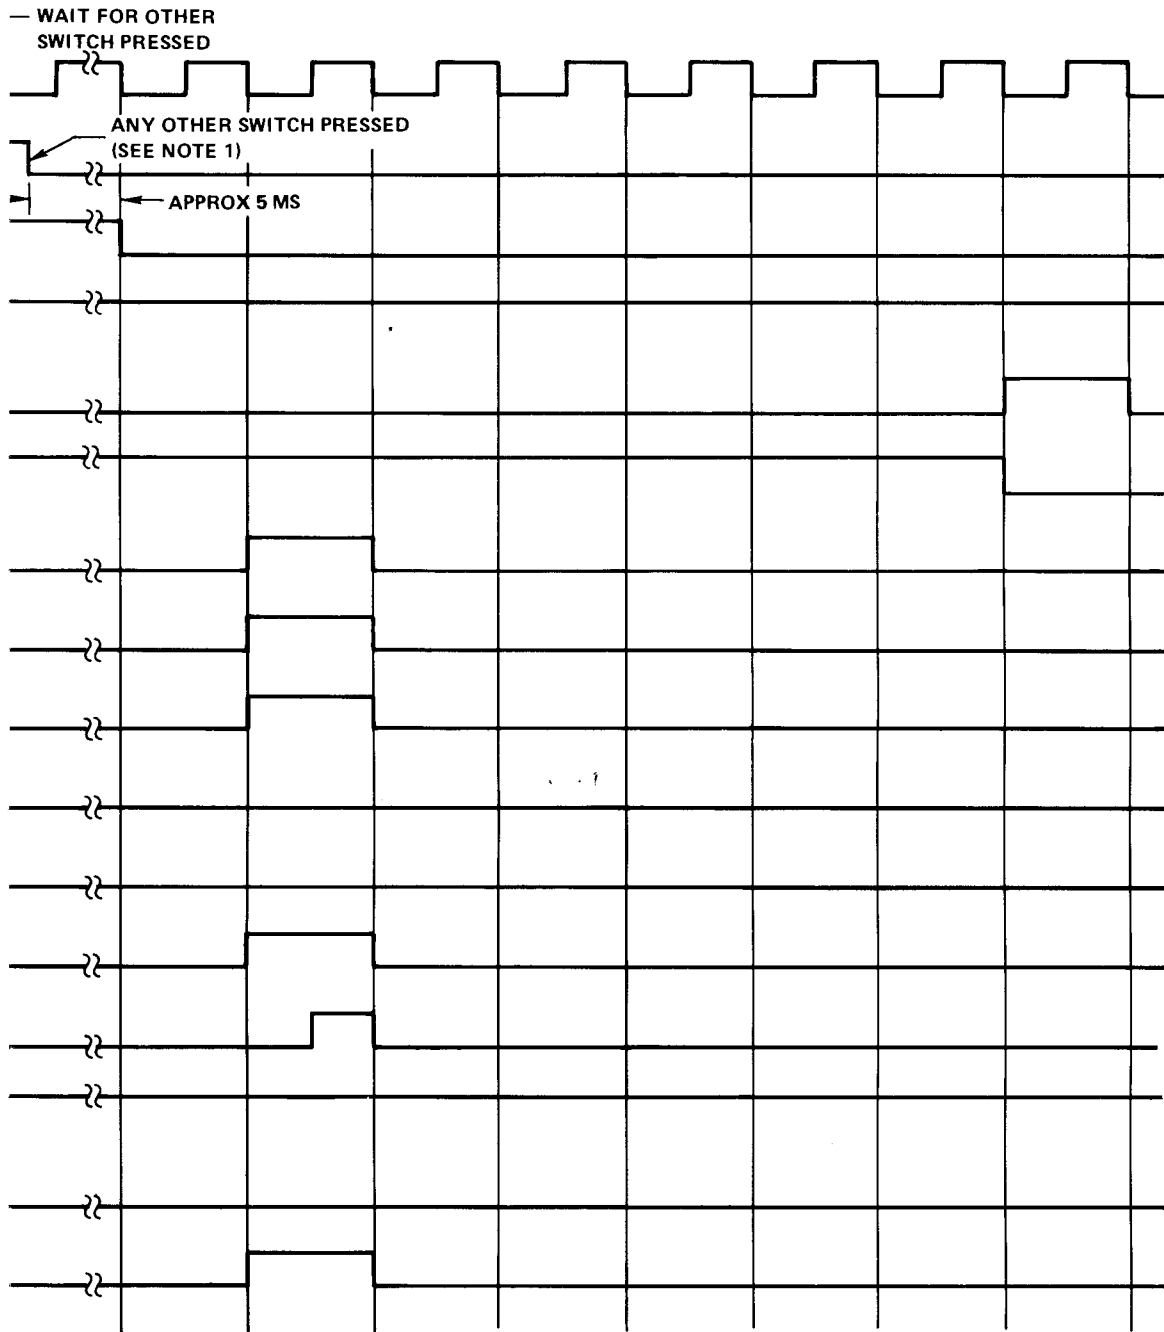 — WAIT FOR OTHER
SWITCH PRESSED
ANY OTHER SWITCH PRESSED
(SEE NOTE 1)
APPROX 5 MS